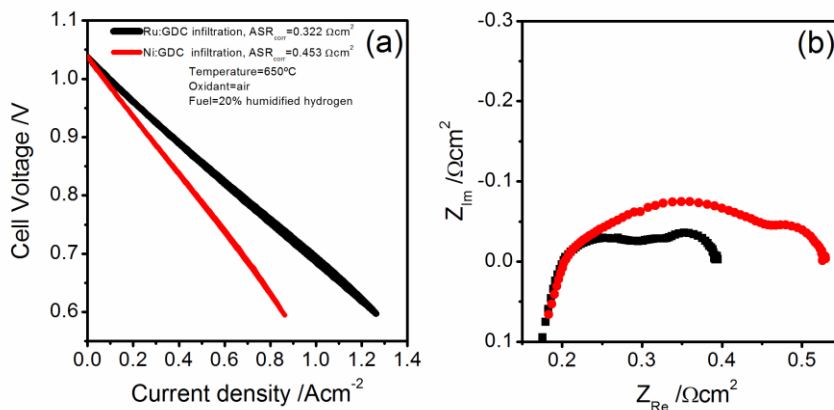 (a)
Ru:GDC infiltration, ASRcorr=0.322 Ωcm2
Ni:GDC infiltration, ASRcorr=0.453 Ωcm2
Temperature=650ºC
Oxidant=air
Fuel=20% humidified hydrogen
1.1
1.0
0.9
0.8
0.7
0.6
Cell Voltage /V
0.0 0.2 0.4 0.6 0.8 1.0 1.2 1.4
Current density /Acm-2
(b)
-0.3
-0.2
-0.1
0.0
0.1
ZIm /Ωcm2
0.2 0.3 0.4 0.5
ZRe /Ωcm2